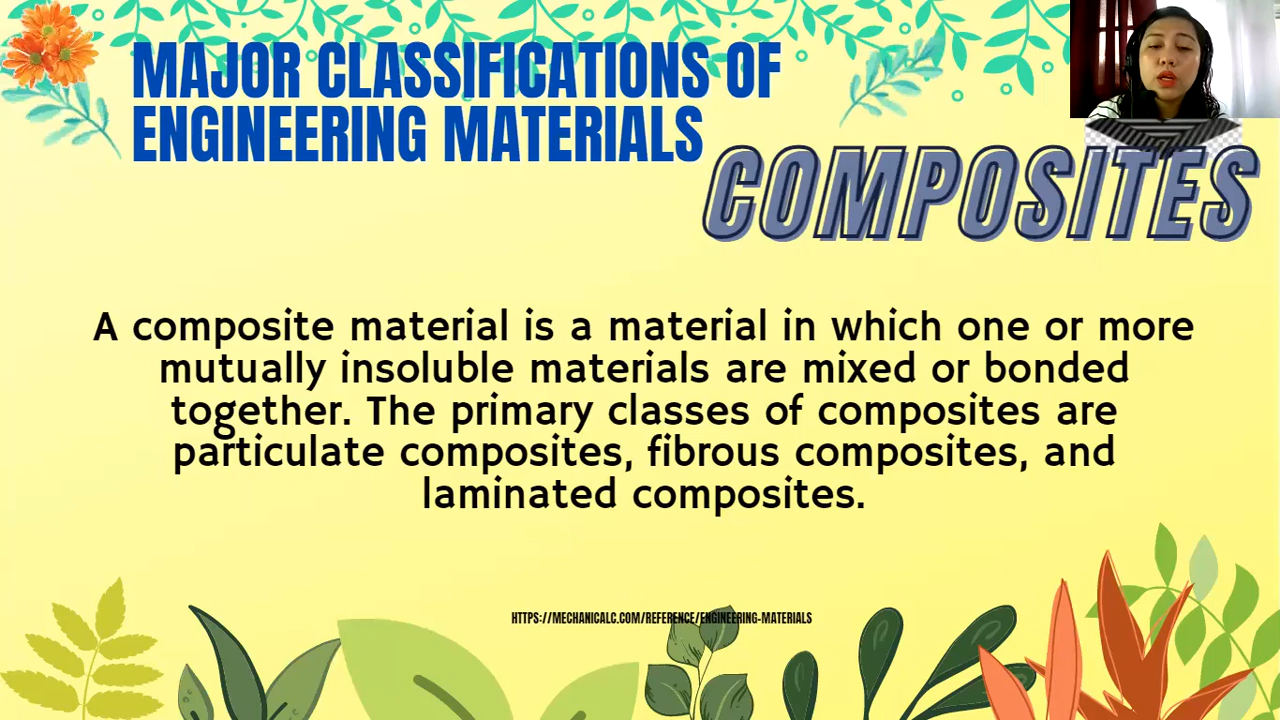 MAJOR CLASSIFICATIONS OF
ENGINEERING MATERIALS
COMPOSITES
A composite material is a material in which one or more
mutually insoluble materials are mixed or bonded
together. The primary classes of composites are
particulate composites, fibrous composites, and
laminated composites.
HTTPS://MECHANICALC.COM/REFERENCE/ENGINEERING-MATERIALS